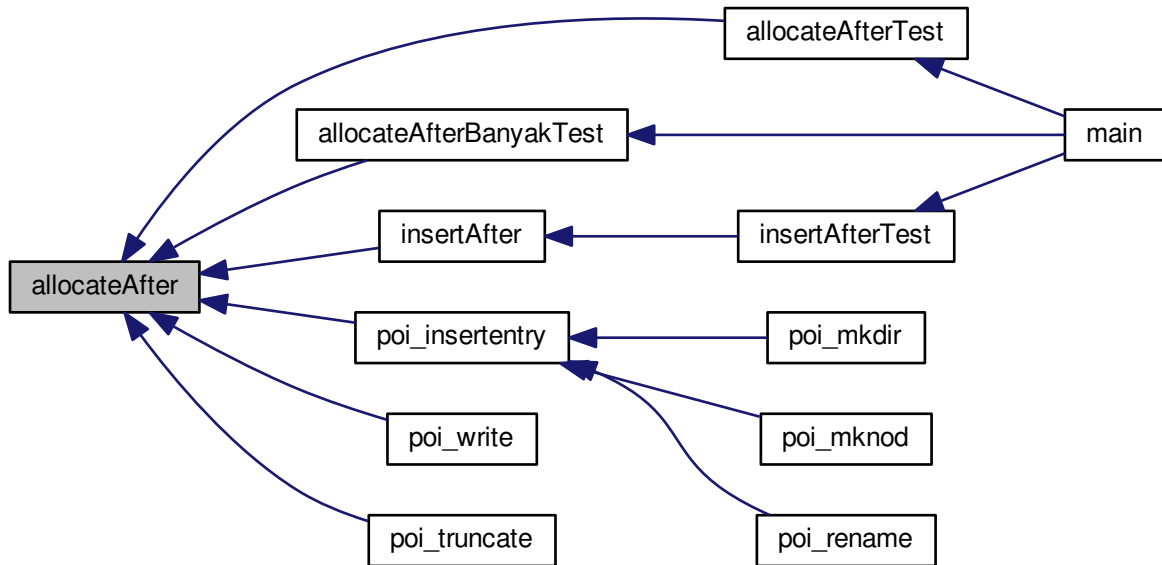 allocateAfterTest
allocateAfterBanyakTest
main
insertAfter
insertAfterTest
allocateAfter
poi_insertentry
poi_mkdir
poi_write
poi_mknod
poi_truncate
poi_rename